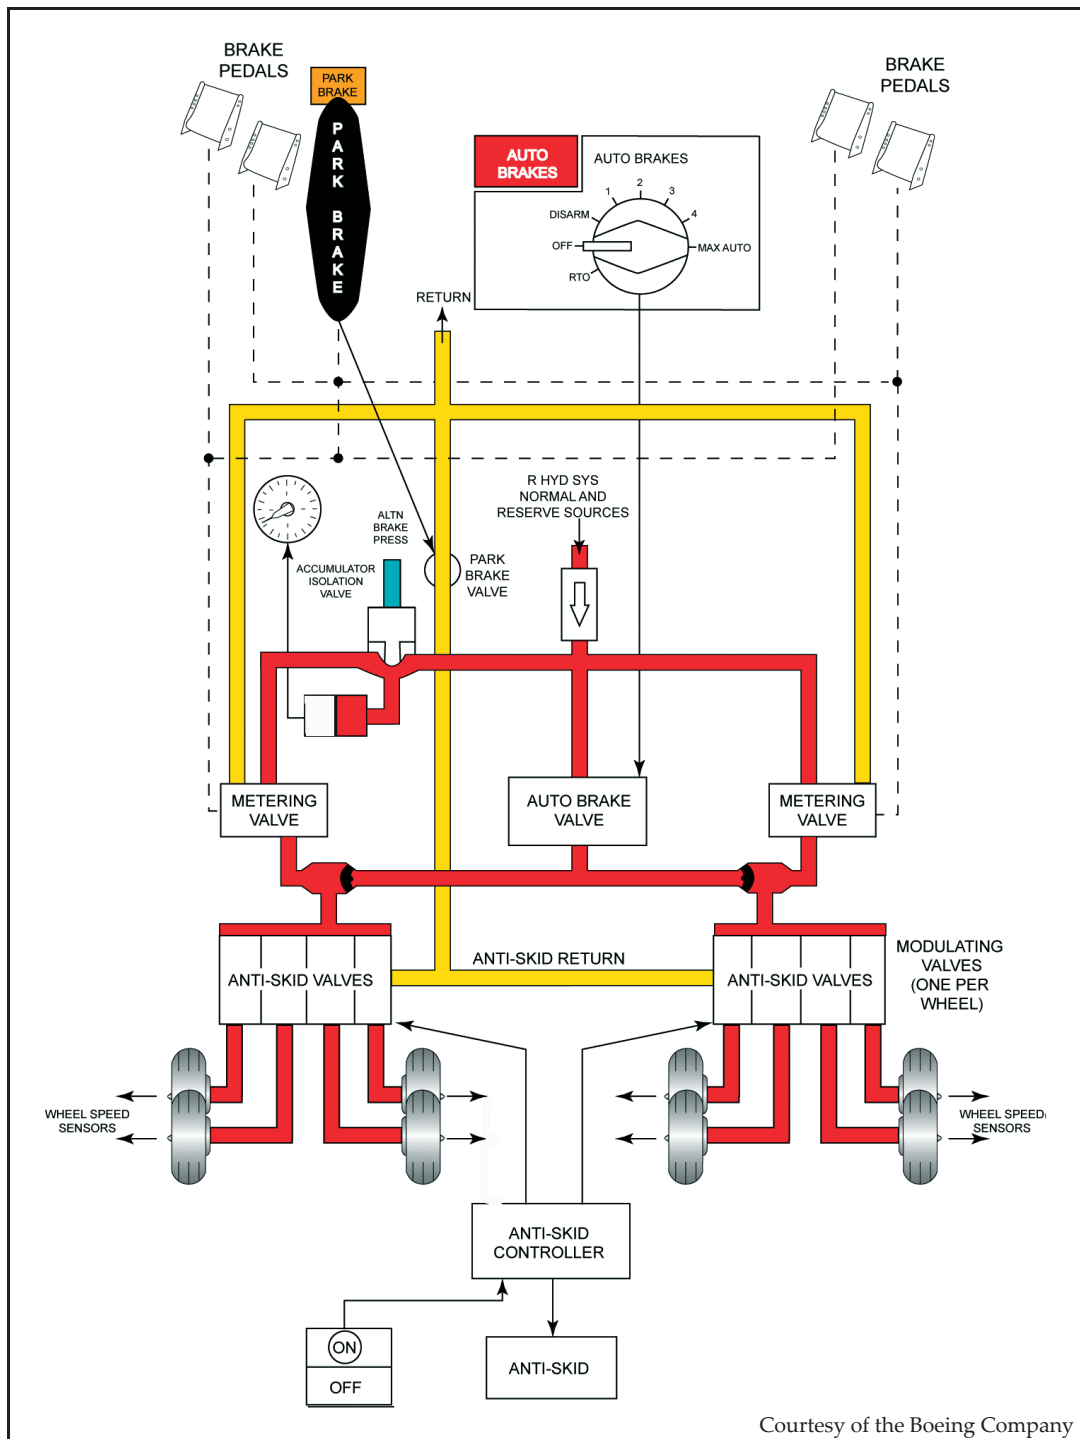 BRAKE
PEDALS
PARK
BRAKE
PARK BRAKE
BRAKE
PEDALS
AUTO
BRAKES
AUTO BRAKES
DISARM
1
2
3
4
OFF
MAX AUTO
RTO
RETURN
R HYD SYS
NORMAL AND
RESERVE SOURCES
ALTN
BRAKE
PRESS
ACCUMULATOR
ISOLATION
VALVE
PARK
BRAKE
VALVE
METERING
VALVE
AUTO BRAKE
VALVE
METERING
VALVE
ANTI-SKID RETURN
ANTI-SKID VALVES
ANTI-SKID VALVES
MODULATING
VALVES
(ONE PER
WHEEL)
WHEEL SPEED
SENSORS
WHEEL SPEED
SENSORS
ANTI-SKID
CONTROLLER
ON
OFF
ANTI-SKID
Courtesy of the Boeing Company